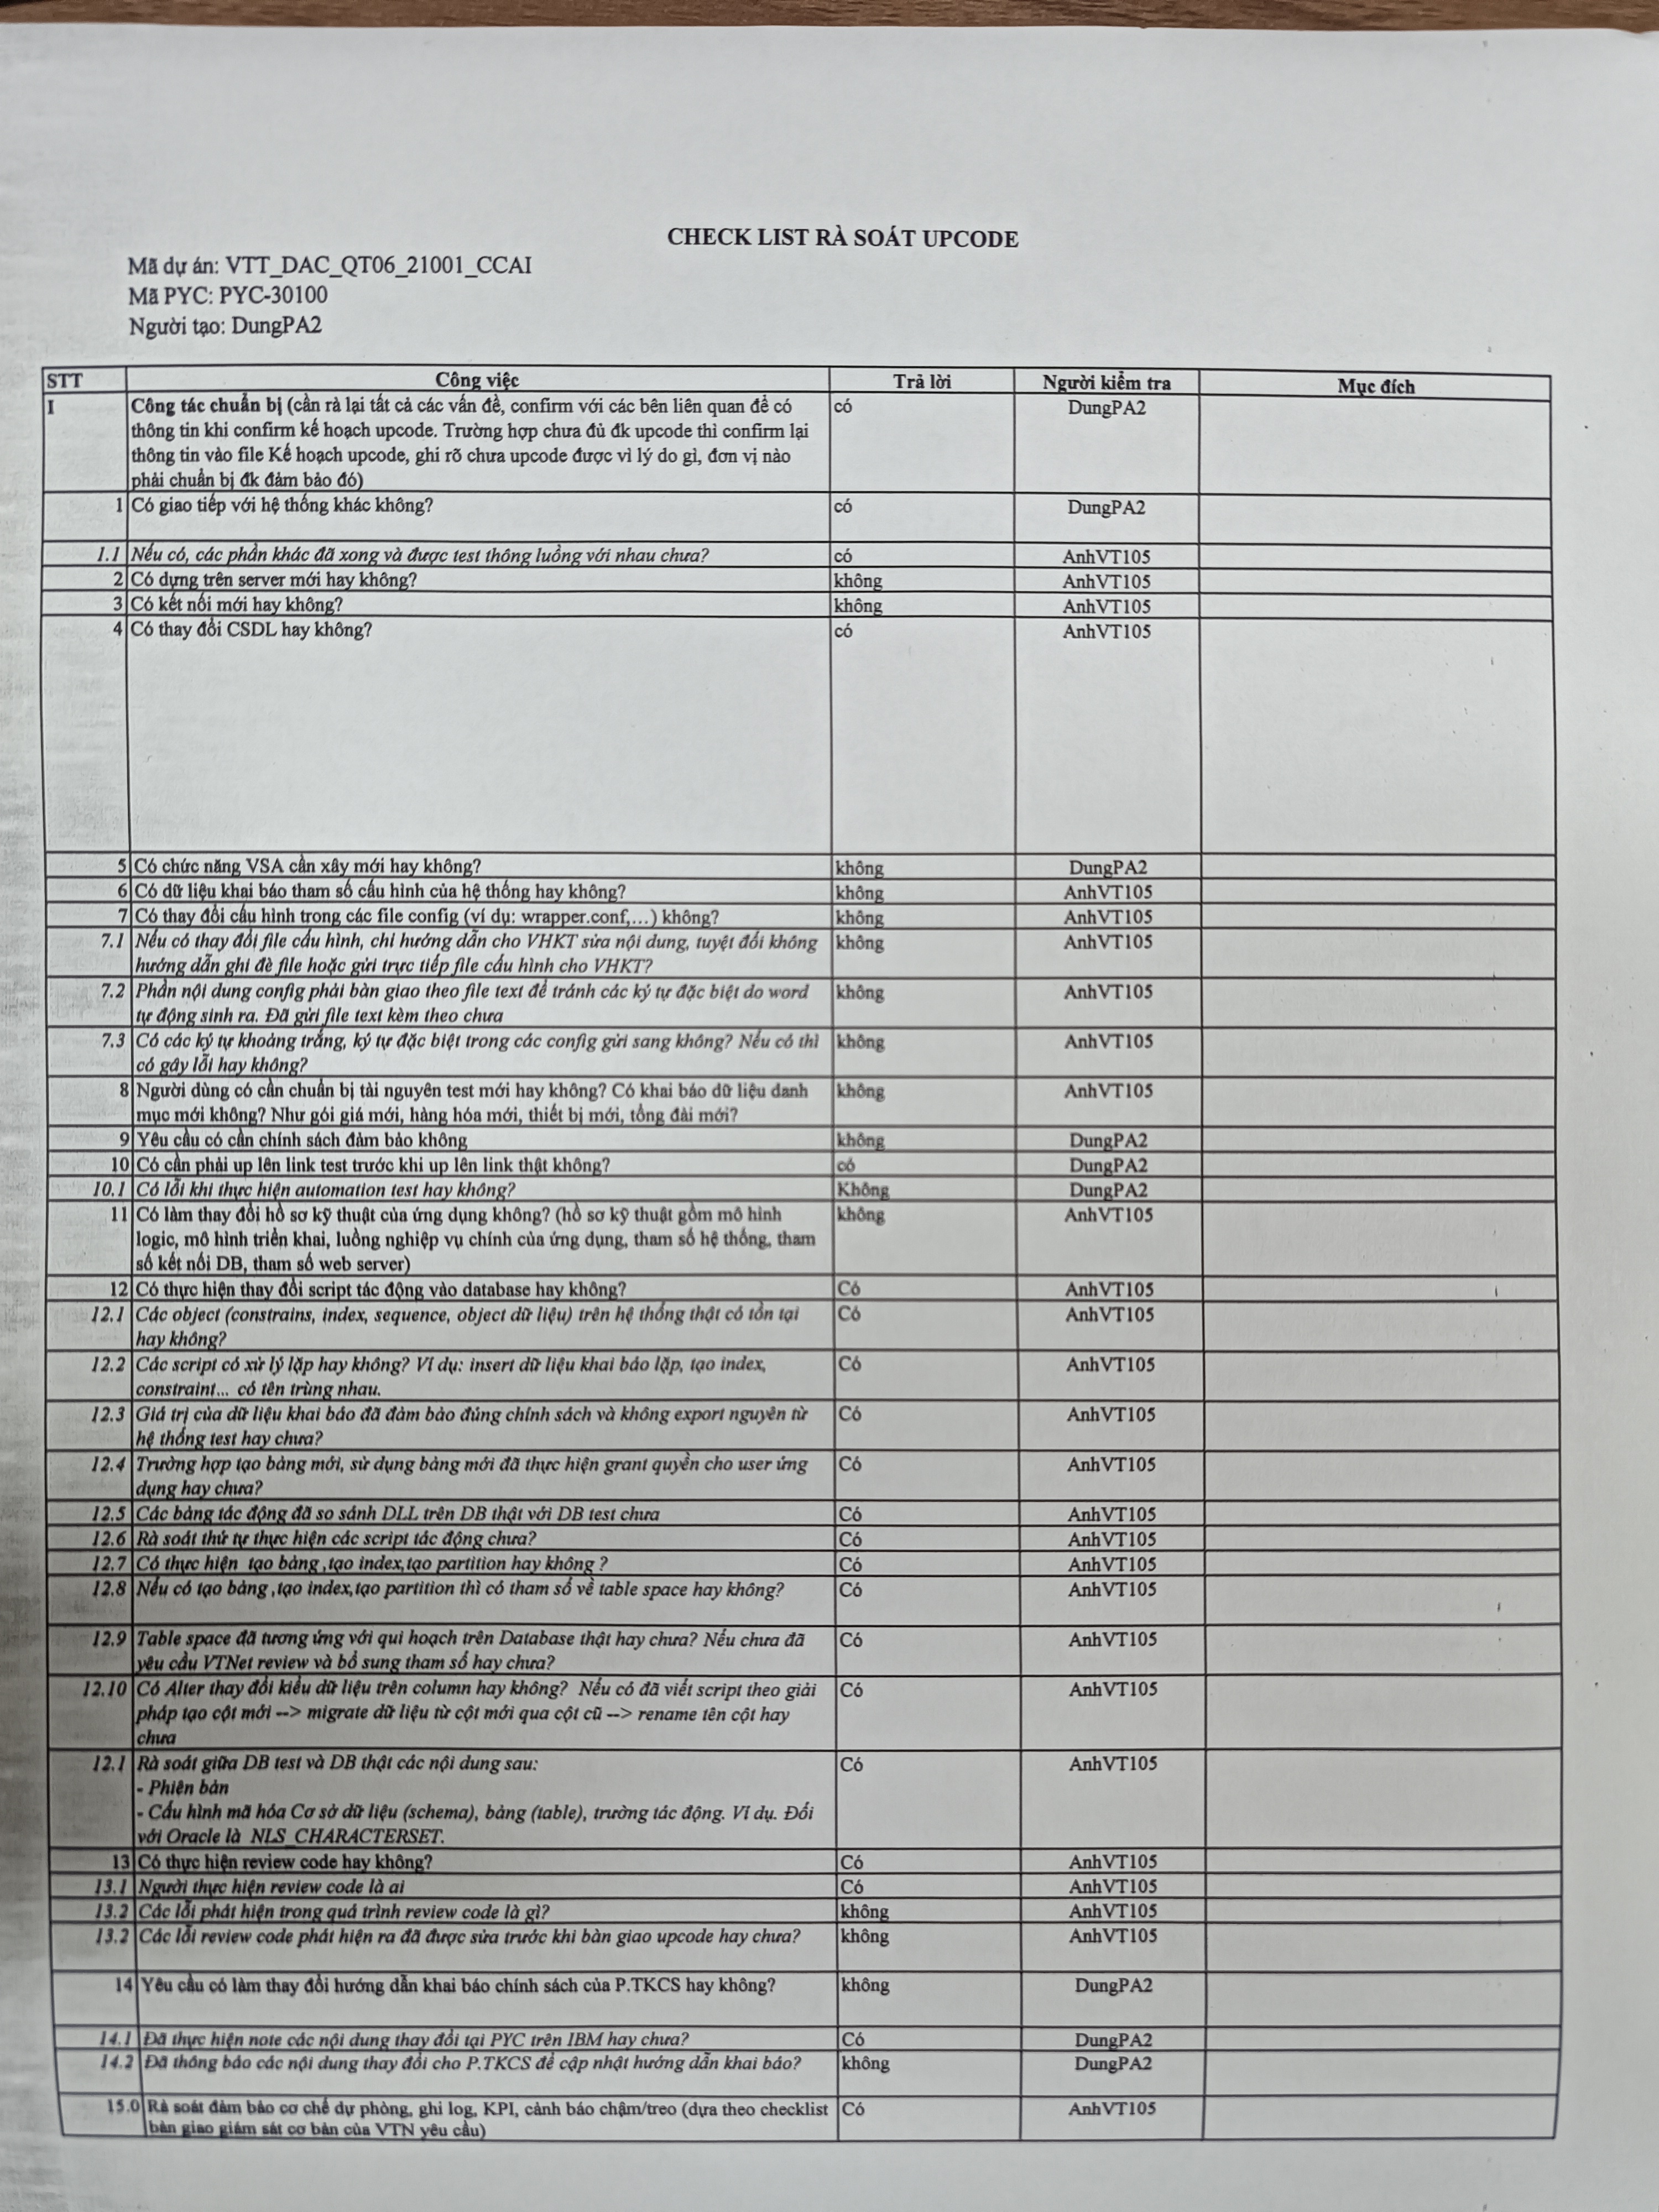 CHECK LIST RÀ SOÁT UPCODE
Mã dự án: VTT_DAC_QT06_21001_CCAI
Mã PYC: PYC-30100
Người tạo: DungPA2
STT Công việc Trả lời Người kiểm tra Mục đích
I Công tác chuẩn bị (cần rà lại tất cả các vấn đề, confirm với các bên liên quan để có có DungPA2
thông tin khi confirm kế hoạch upcode. Trường hợp chưa đủ đk upcode thì confirm lại
thông tin vào file Kế hoạch upcode, ghi rõ chưa upcode được vì lý do gì, đơn vị nào
phải chuẩn bị đk đảm bảo đó)
1 Có giao tiếp với hệ thống khác không? có DungPA2
1.1 Nếu có, các phần khác đã xong và được test thông luồng với nhau chưa? có AnhVT105
2 Có dựng trên server mới hay không? không AnhVT105
3 Có kết nối mới hay không? không AnhVT105
4 Có thay đổi CSDL hay không? có AnhVT105
5 Có chức năng VSA cần xây mới hay không? không DungPA2
6 Có dữ liệu khai báo tham số cấu hình của hệ thống hay không? không AnhVT105
7 Có thay đổi cấu hình trong các file config (ví dụ: wrapper.conf,…) không? không AnhVT105
7.1 Nếu có thay đổi file cấu hình, chỉ hướng dẫn cho VHKT sửa nội dung, tuyệt đối không không AnhVT105
hướng dẫn ghi đè file hoặc gửi trực tiếp file cấu hình cho VHKT?
7.2 Phần nội dung config phải bàn giao theo file text để tránh các ký tự đặc biệt do word không AnhVT105
tự động sinh ra. Đã gửi file text kèm theo chưa
7.3 Có các ký tự khoảng trắng, ký tự đặc biệt trong các config gửi sang không? Nếu có thì không AnhVT105
có gây lỗi hay không?
8 Người dùng có cần chuẩn bị tài nguyên test mới hay không? Có khai báo dữ liệu danh không AnhVT105
mục mới không? Như gói giá mới, hàng hóa mới, thiết bị mới, tổng đài mới?
9 Yêu cầu có cần chính sách đảm bảo không không DungPA2
10 Có cần phải up lên link test trước khi up lên link thật không? có DungPA2
10.1 Có lỗi khi thực hiện automation test hay không? Không DungPA2
11 Có làm thay đổi hồ sơ kỹ thuật của ứng dụng không? (hồ sơ kỹ thuật gồm mô hình không AnhVT105
logic, mô hình triển khai, luồng nghiệp vụ chính của ứng dụng, tham số hệ thống, tham
số kết nối DB, tham số web server)
12 Có thực hiện thay đổi script tác động vào database hay không? Có AnhVT105
12.1 Các object (constrains, index, sequence, object dữ liệu) trên hệ thống thật có tồn tại Có AnhVT105
hay không?
12.2 Các script có xử lý lặp hay không? Ví dụ: insert dữ liệu khai báo lặp, tạo index, Có AnhVT105
constraint... có tên trùng nhau.
12.3 Giá trị của dữ liệu khai báo đã đảm bảo đúng chính sách và không export nguyên từ Có AnhVT105
hệ thống test hay chưa?
12.4 Trường hợp tạo bảng mới, sử dụng bảng mới đã thực hiện grant quyền cho user ứng Có AnhVT105
dụng hay chưa?
12.5 Các bảng tác động đã so sánh DLL trên DB thật với DB test chưa Có AnhVT105
12.6 Rà soát thứ tự thực hiện các script tác động chưa? Có AnhVT105
12.7 Có thực hiện tạo bảng ,tạo index,tạo partition hay không ? Có AnhVT105
12.8 Nếu có tạo bảng ,tạo index,tạo partition thì có tham số về table space hay không? Có AnhVT105
12.9 Table space đã tương ứng với qui hoạch trên Database thật hay chưa? Nếu chưa đã Có AnhVT105
yêu cầu VTNet review và bổ sung tham số hay chưa?
12.10 Có Alter thay đổi kiểu dữ liệu trên column hay không? Nếu có đã viết script theo giải Có AnhVT105
pháp tạo cột mới --> migrate dữ liệu từ cột mới qua cột cũ --> rename tên cột hay
chưa
12.1 Rà soát giữa DB test và DB thật các nội dung sau: Có AnhVT105
- Phiên bản
- Cấu hình mã hóa Cơ sở dữ liệu (schema), bảng (table), trường tác động. Ví dụ. Đối
với Oracle là NLS_CHARACTERSET.
13 Có thực hiện review code hay không? Có AnhVT105
13.1 Người thực hiện review code là ai Có AnhVT105
13.2 Các lỗi phát hiện trong quá trình review code là gì? không AnhVT105
13.2 Các lỗi review code phát hiện ra đã được sửa trước khi bàn giao upcode hay chưa? không AnhVT105
14 Yêu cầu có làm thay đổi hướng dẫn khai báo chính sách của P.TKCS hay không? không DungPA2
14.1 Đã thực hiện note các nội dung thay đổi tại PYC trên IBM hay chưa? Có DungPA2
14.2 Đã thông báo các nội dung thay đổi cho P.TKCS để cập nhật hướng dẫn khai báo? không DungPA2
15.0 Rà soát đảm bảo cơ chế dự phòng, ghi log, KPI, cảnh báo chậm/treo (dựa theo checklist Có AnhVT105
bàn giao giám sát cơ bản của VTN yêu cầu)